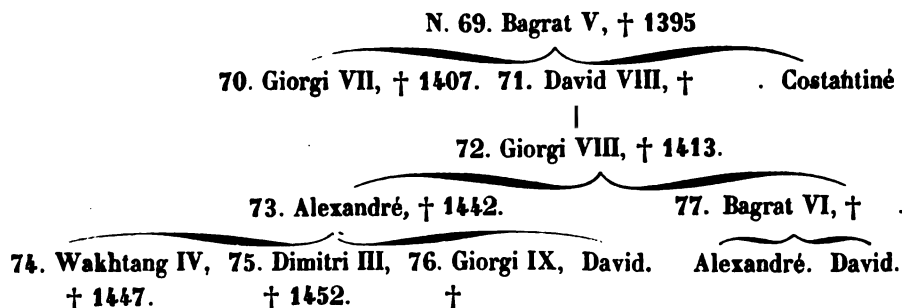 N. 69. Bagrat V, † 1395
70. Giorgi VII, † 1407. 71. David VIII, † . Costantiné
72. Giorgi VIII, † 1413.
73. Alexandré, † 1442. 77. Bagrat VI, † .
74. Wakhtang IV, 75. Dimitri III, 76. Giorgi IX, David. Alexandré. David.
† 1447. † 1452. †